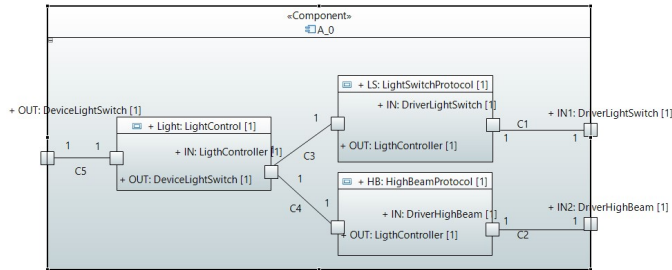 «Component»
A_0
+ LS: LightSwitchProtocol [1]
+ IN: DriverLightSwitch [1]
+ OUT: DeviceLightSwitch [1]
+ IN1: DriverLightSwitch [1]
1
C1
+ Light: LightControl [1]
1
1
1
1
1
+ OUT: LigthController [1]
+ IN: LigthController [1]
C3
C5
+ OUT: DeviceLightSwitch [1]
1
+ HB: HighBeamProtocol [1]
C4
1
+ IN: DriverHighBeam [1]
+ IN2: DriverHighBeam [1]
1
1
+ OUT: LigthController [1]
C2